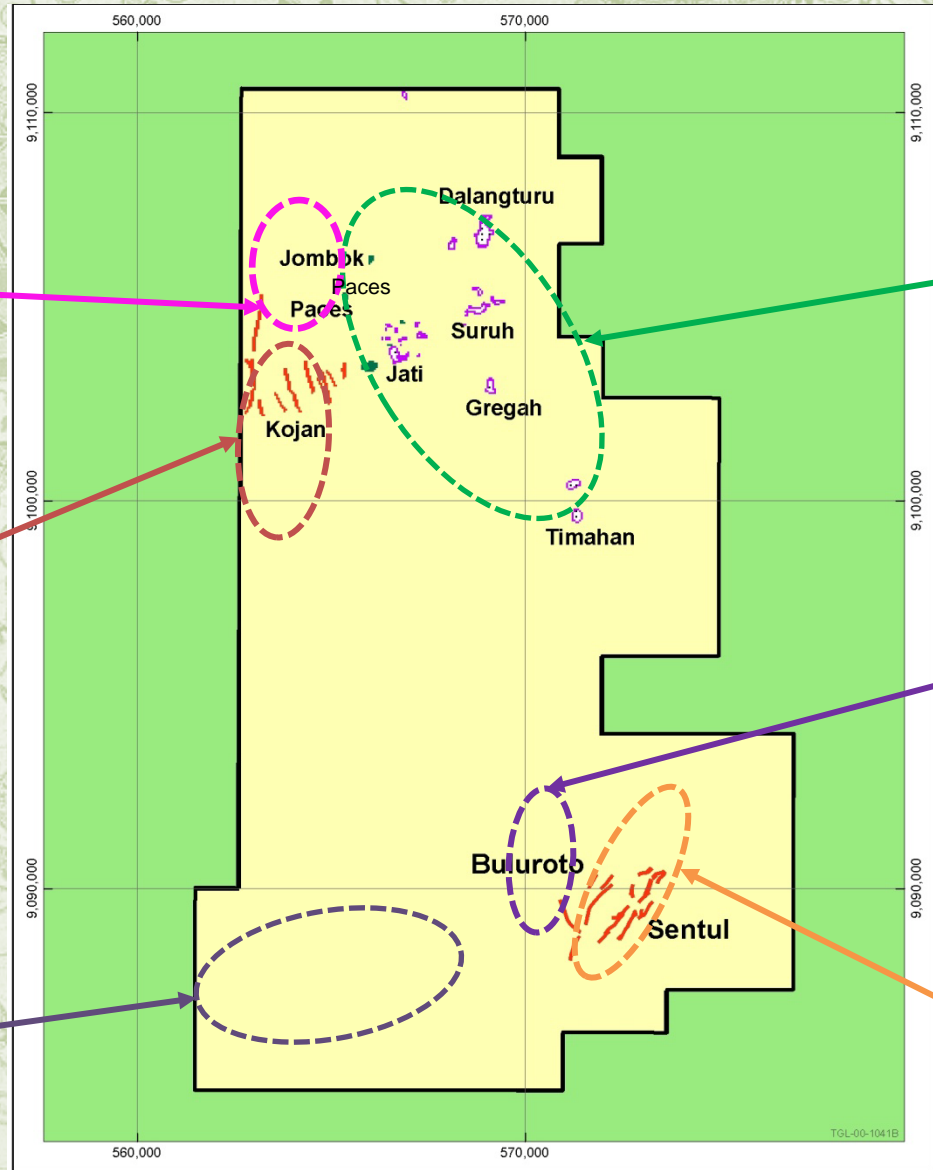 560,000
570,000
9,110,000
9,110,000
Dalangturu
Jombok
Paces
Paces
Suruh
Jati
Gregah
Kojan
9,100,000
9,100,000
Timahan
Buluroto
9,090,000
9,090,000
Sentul
TGL-00-1041B
560,000
570,000